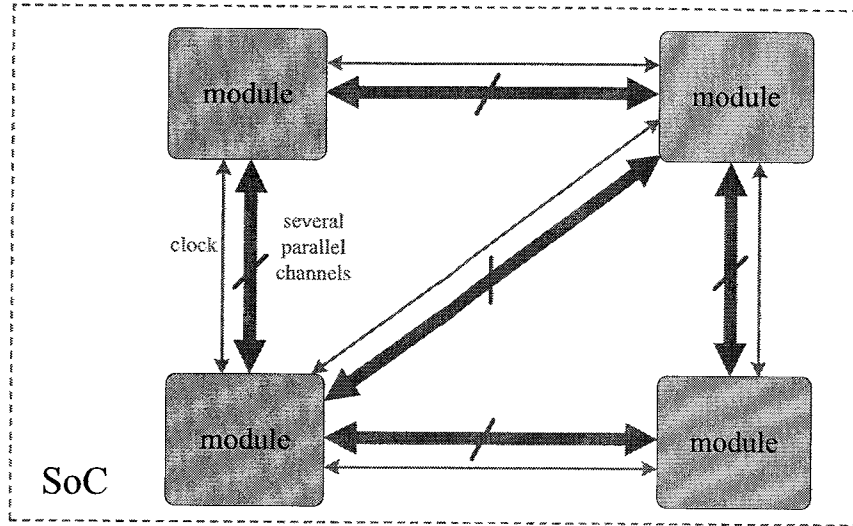 module
module
clock
several
parallel
channels
module
module
SoC